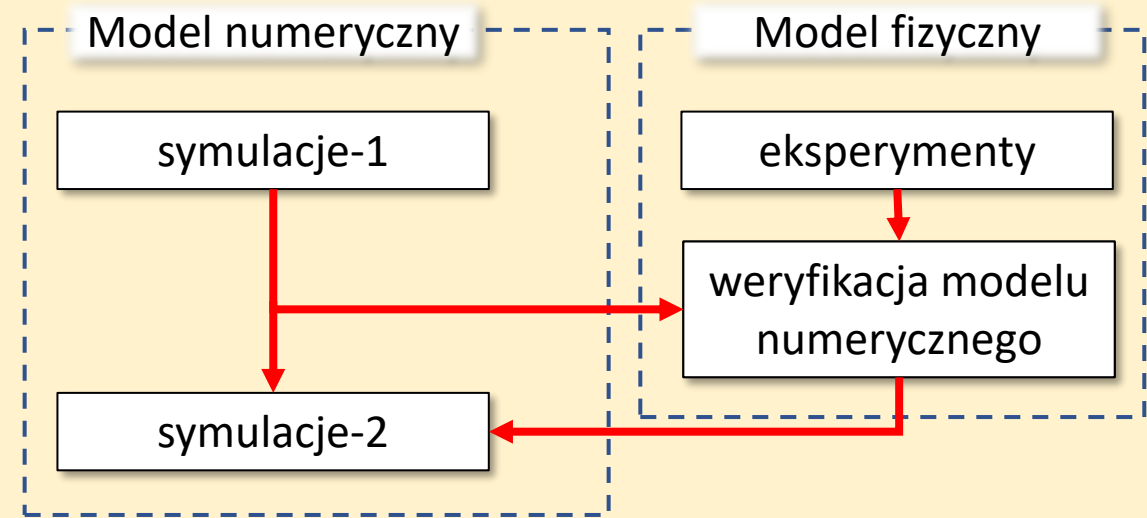 Model numeryczny
symulacje-1
symulacje-2
Model fizyczny
eksperymenty
weryfikacja modelu
numerycznego